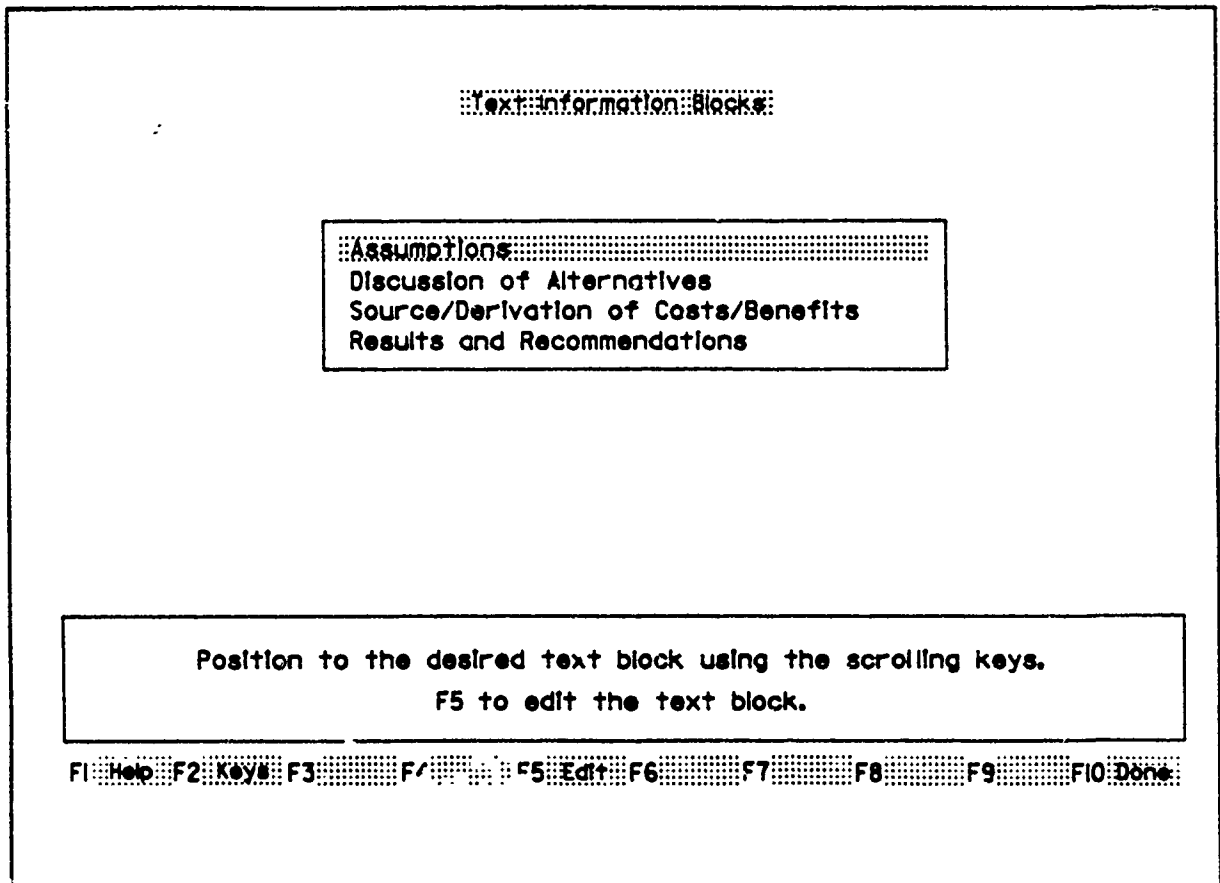 Text Information Blocks
Assumptions
Discussion of Alternatives
Source/Derivation of Costs/Benefits
Results and Recommendations
Position to the desired text block using the scrolling keys.
F5 to edit the text block.
F1 Help F2 Keys F3 F4 F5 Edit F6 F7 F8 F9 F10 Done